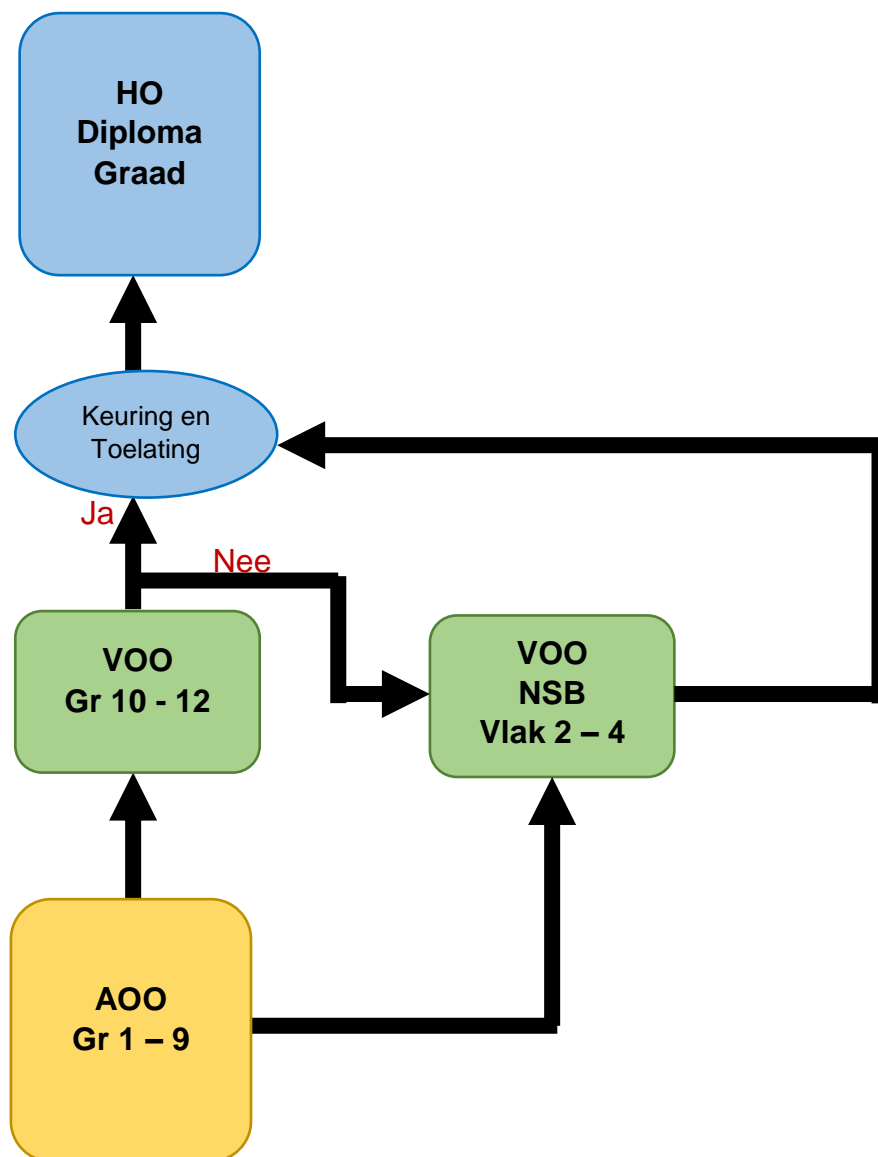 HO
Diploma
Graad
Keuring en
Toelating
Ja
Nee
VOO
Gr 10 - 12
VOO
NSB
Vlak 2 – 4
AOO
Gr 1 – 9